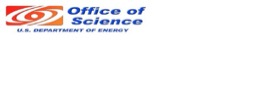 Office of
Science
U.S. DEPARTMENT OF ENERGY